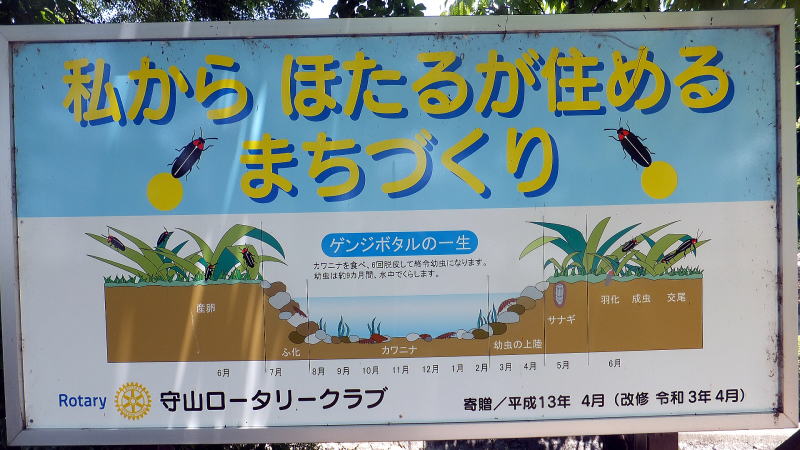 私から ほたるが住める
まちづくり
ゲンジボタルの一生
カワニナを食べ、6回脱皮して終令幼虫になります。
幼虫は約9カ月間、水中でくらします。
産卵
ふ化
カワニナ
幼虫の上陸
サナギ
羽化 成虫 交尾
6月 7月 8月 9月 10月 11月 12月 1月 2月 3月 4月 5月 6月
Rotary 守山ロータリークラブ
寄贈／平成13年 4月（改修 令和3年4月）